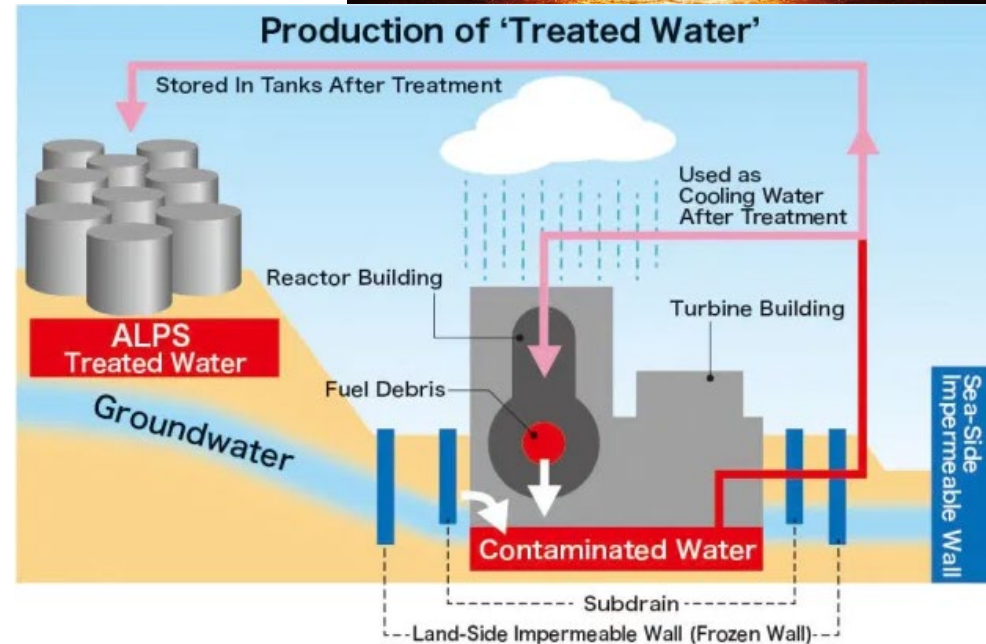 Production of ‘Treated Water’
Stored In Tanks After Treatment
Used as
Cooling Water
After Treatment
Reactor Building
Turbine Building
ALPS
Treated Water
Fuel Debris
Groundwater
Sea-Side
Impermeable Wall
Contaminated Water
Subdrain
Land-Side Impermeable Wall (Frozen Wall)